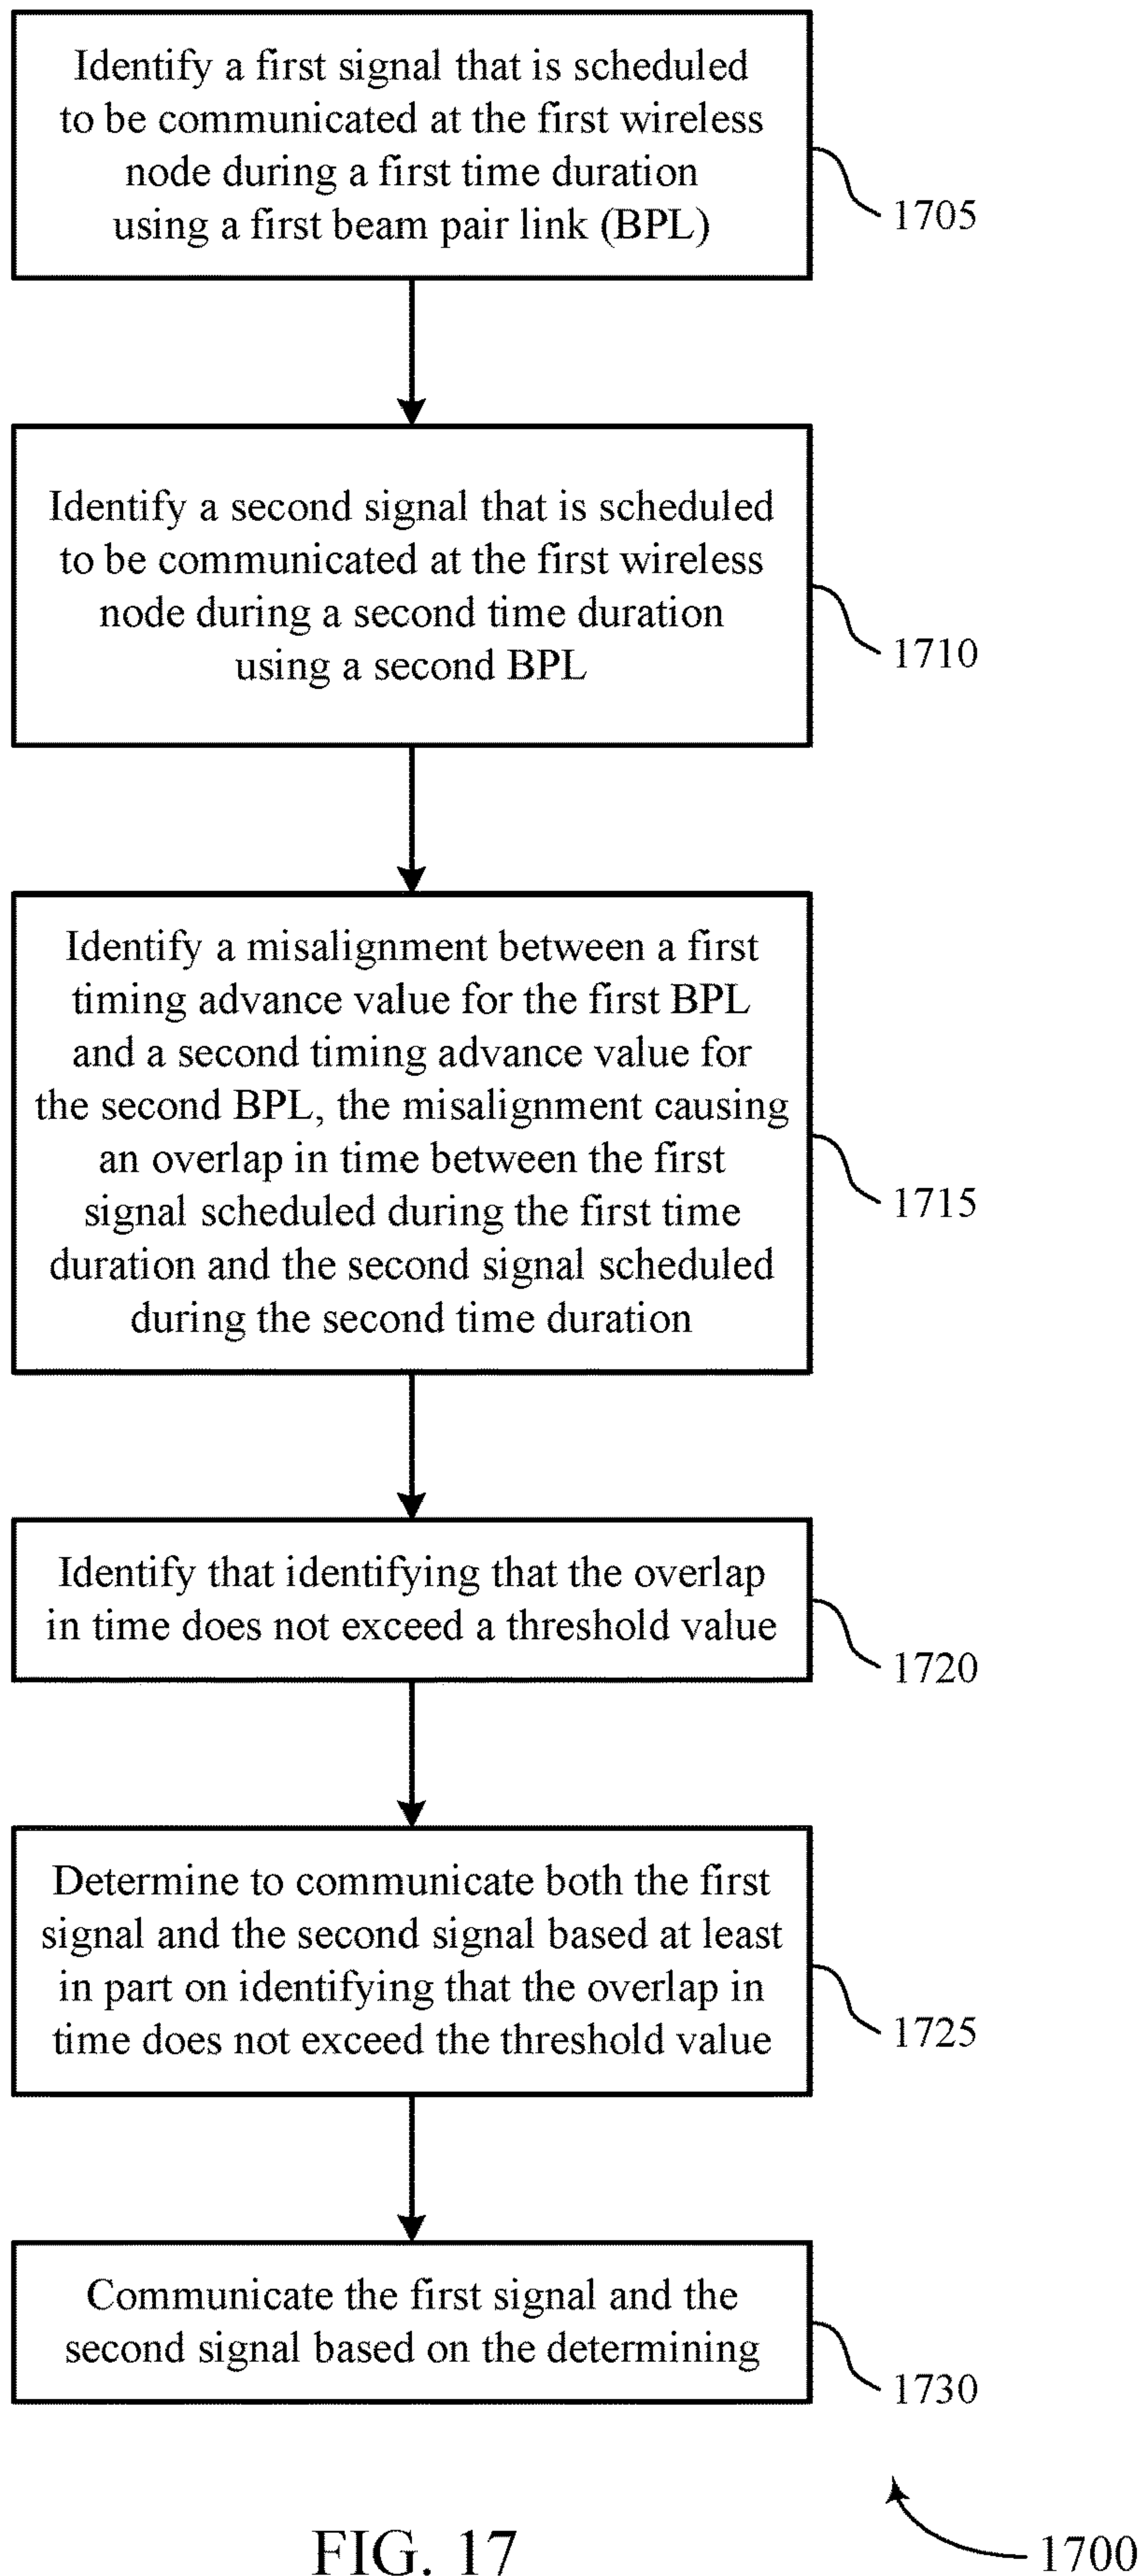 Identify a first signal that is scheduled
to be communicated at the first wireless
node during a first time duration
using a first beam pair link (BPL)
1705
Identify a second signal that is scheduled
to be communicated at the first wireless
node during a second time duration
using a second BPL
1710
Identify a misalignment between a first
timing advance value for the first BPL
and a second timing advance value for
the second BPL, the misalignment causing
an overlap in time between the first
signal scheduled during the first time
duration and the second signal scheduled
during the second time duration
1715
Identify that identifying that the overlap
in time does not exceed a threshold value
1720
Determine to communicate both the first
signal and the second signal based at least
in part on identifying that the overlap in
time does not exceed the threshold value
1725
Communicate the first signal and the
second signal based on the determining
1730
FIG. 17
1700